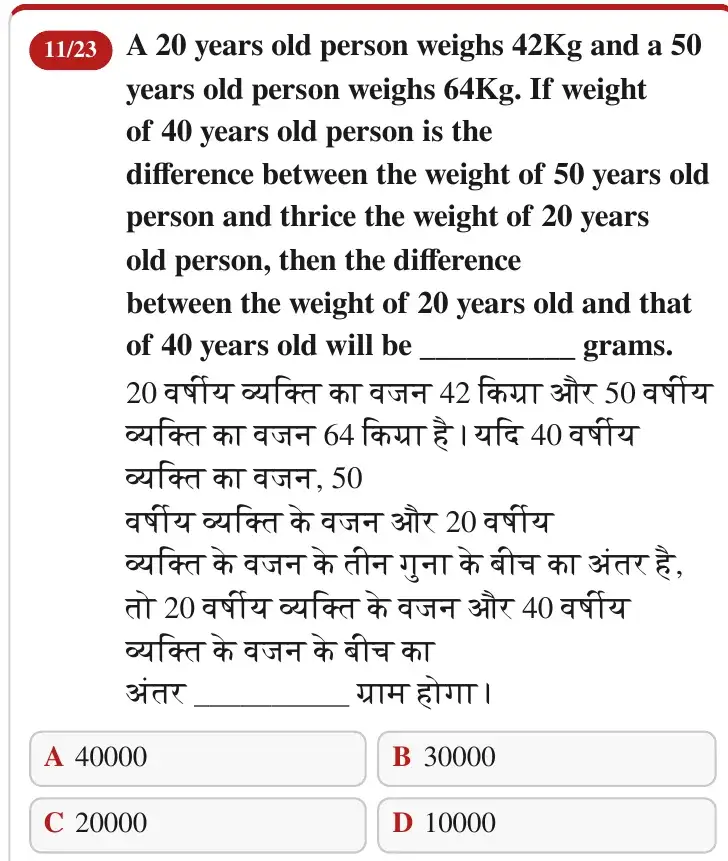 11/23 A 20 years old person weighs 42Kg and a 50
years old person weighs 64Kg. If weight
of 40 years old person is the
difference between the weight of 50 years old
person and thrice the weight of 20 years
old person, then the difference
between the weight of 20 years old and that
of 40 years old will be __________ grams.
20 वर्षीय व्यक्ति का वजन 42 किग्रा और 50 वर्षीय
व्यक्ति का वजन 64 किग्रा है। यदि 40 वर्षीय
व्यक्ति का वजन, 50
वर्षीय व्यक्ति के वजन और 20 वर्षीय
व्यक्ति के वजन के तीन गुना के बीच का अंतर है,
तो 20 वर्षीय व्यक्ति के वजन और 40 वर्षीय
व्यक्ति के वजन के बीच का
अंतर __________ ग्राम होगा।
A 40000
B 30000
C 20000
D 10000